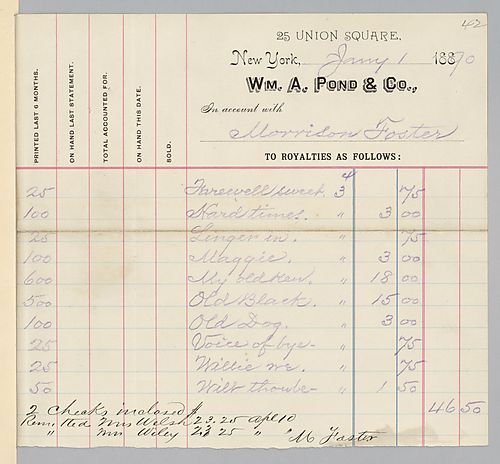 42
25 UNION SQUARE,
New York, Jany 1 1890
WM. A. POND & CO.,
In account with
Morrison Foster
PRINTED LAST 6 MONTHS.
ON HAND LAST STATEMENT.
TOTAL ACCOUNTED FOR.
ON HAND THIS DATE.
SOLD.
TO ROYALTIES AS FOLLOWS:
25 Farewell sweet 3¢ 75
100 Hard times. " 3 00
25 Linger in. " 75
100 Maggie. " 3 00
600 My old Ken. " 18 00
500 Old Black. " 15 00
100 Old Dog. " 3 00
25 Voice of bye- " 75
25 Willie we. " 75
50 Wilt thou be- " 1 50
46 50
2 checks inclosed
Remitted Mrs Welsh 23.25 Apl 10
" Mrs Wiley 23 25 " " M Foster